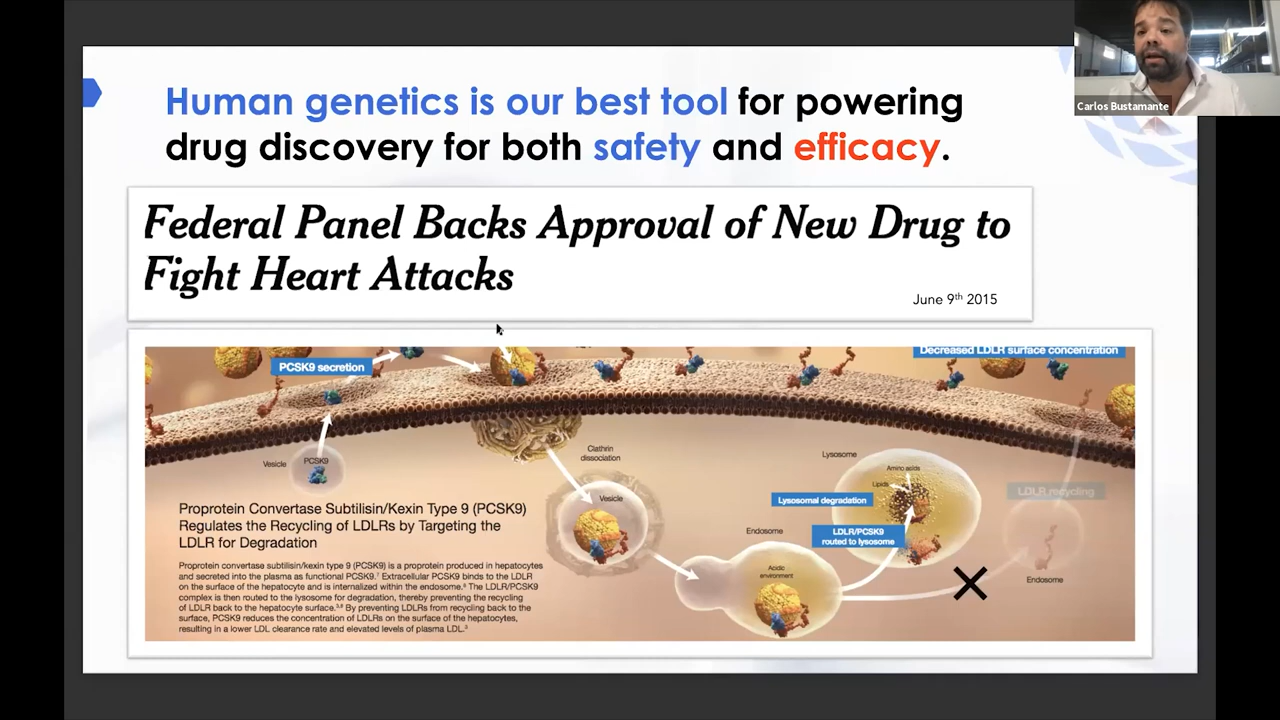 Human genetics is our best tool for powering
drug discovery for both safety and efficacy.
Carlos Bustamante
Federal Panel Backs Approval of New Drug to
Fight Heart Attacks
June 9th 2015
Decreased LDLR surface concentration
PCSK9 secretion
Vesicle
PCSK9
Clathrin
dissociation
Vesicle
Lysosome
Amino acids
Lipids
Lysosomal degradation
LDLR recycling
LDLR/PCSK9
routed to lysosome
Endosome
Acidic
environment
Endosome
Proprotein Convertase Subtilisin/Kexin Type 9 (PCSK9)
Regulates the Recycling of LDLRs by Targeting the
LDLR for Degradation
Proprotein convertase subtilisin/kexin type 9 (PCSK9) is a protein produced in hepatocytes
and secreted into the plasma as functional PCSK9.⁷ Extracellular PCSK9 binds to the LDLR
on the surface of the hepatocyte and is internalized within the endosome.⁸ The LDLR/PCSK9
complex is then routed to the lysosome for degradation, thereby preventing the recycling
of LDLR back to the hepatocyte surface.³,⁸ By preventing LDLRs from recycling back to the
surface, PCSK9 reduces the concentration of LDLRs on the surface of the hepatocytes,
resulting in a lower LDL clearance rate and elevated levels of plasma LDL.³